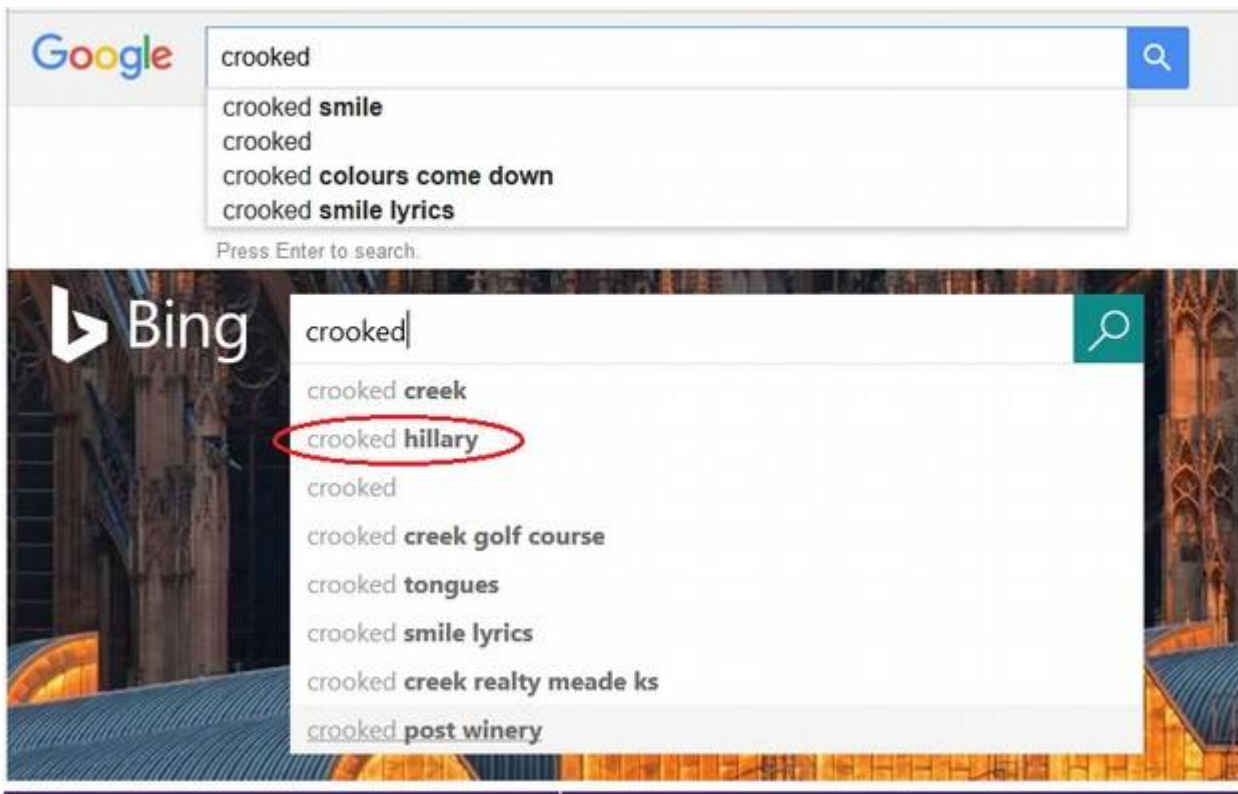 Google
crooked
crooked smile
crooked
crooked colours come down
crooked smile lyrics
Press Enter to search.
Bing
crooked
crooked creek
crooked hillary
crooked
crooked creek golf course
crooked tongues
crooked smile lyrics
crooked creek realty meade ks
crooked post winery